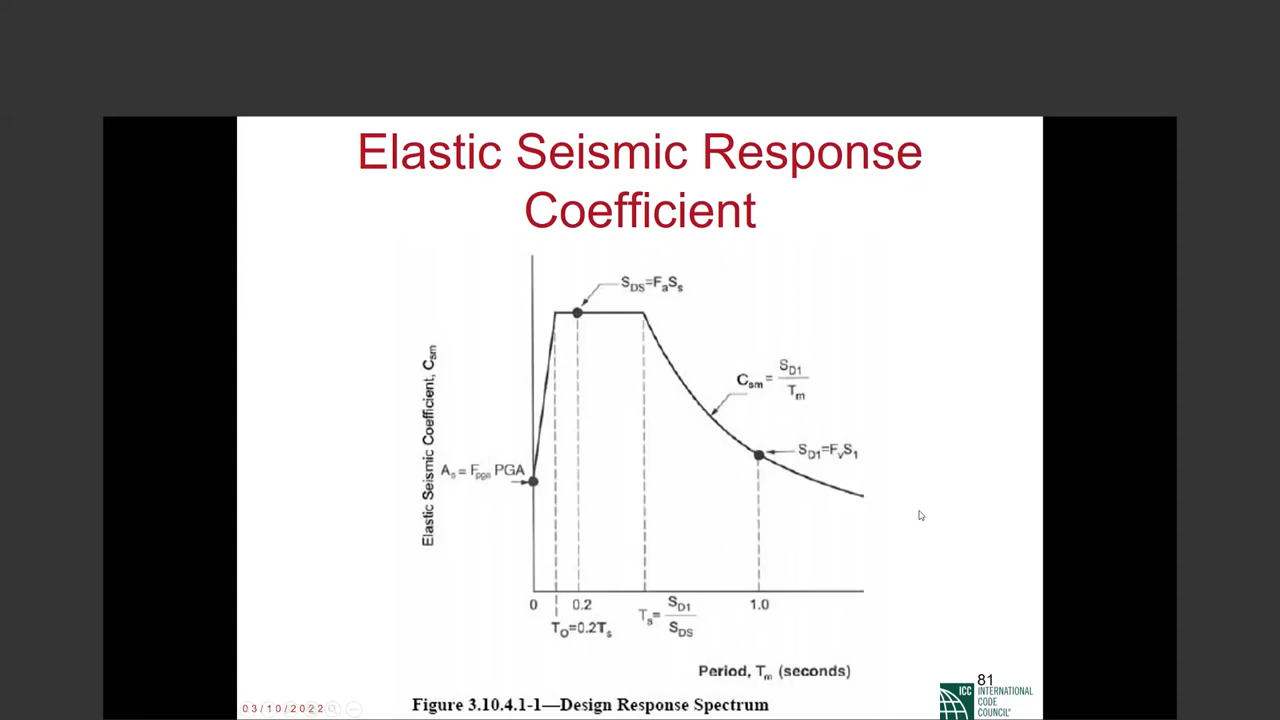 Elastic Seismic Response
Coefficient
S_DS=F_aS_s
Elastic Seismic Coefficient, C_sm
C_sm = S_D1 / T_m
S_D1=F_vS_1
A_s = F_pga PGA
0 0.2 T_s = S_D1 / S_DS 1.0
T_O=0.2T_s
Period, T_m (seconds)
Figure 3.10.4.1-1—Design Response Spectrum
81
ICC INTERNATIONAL
CODE
COUNCIL®
03/10/2022